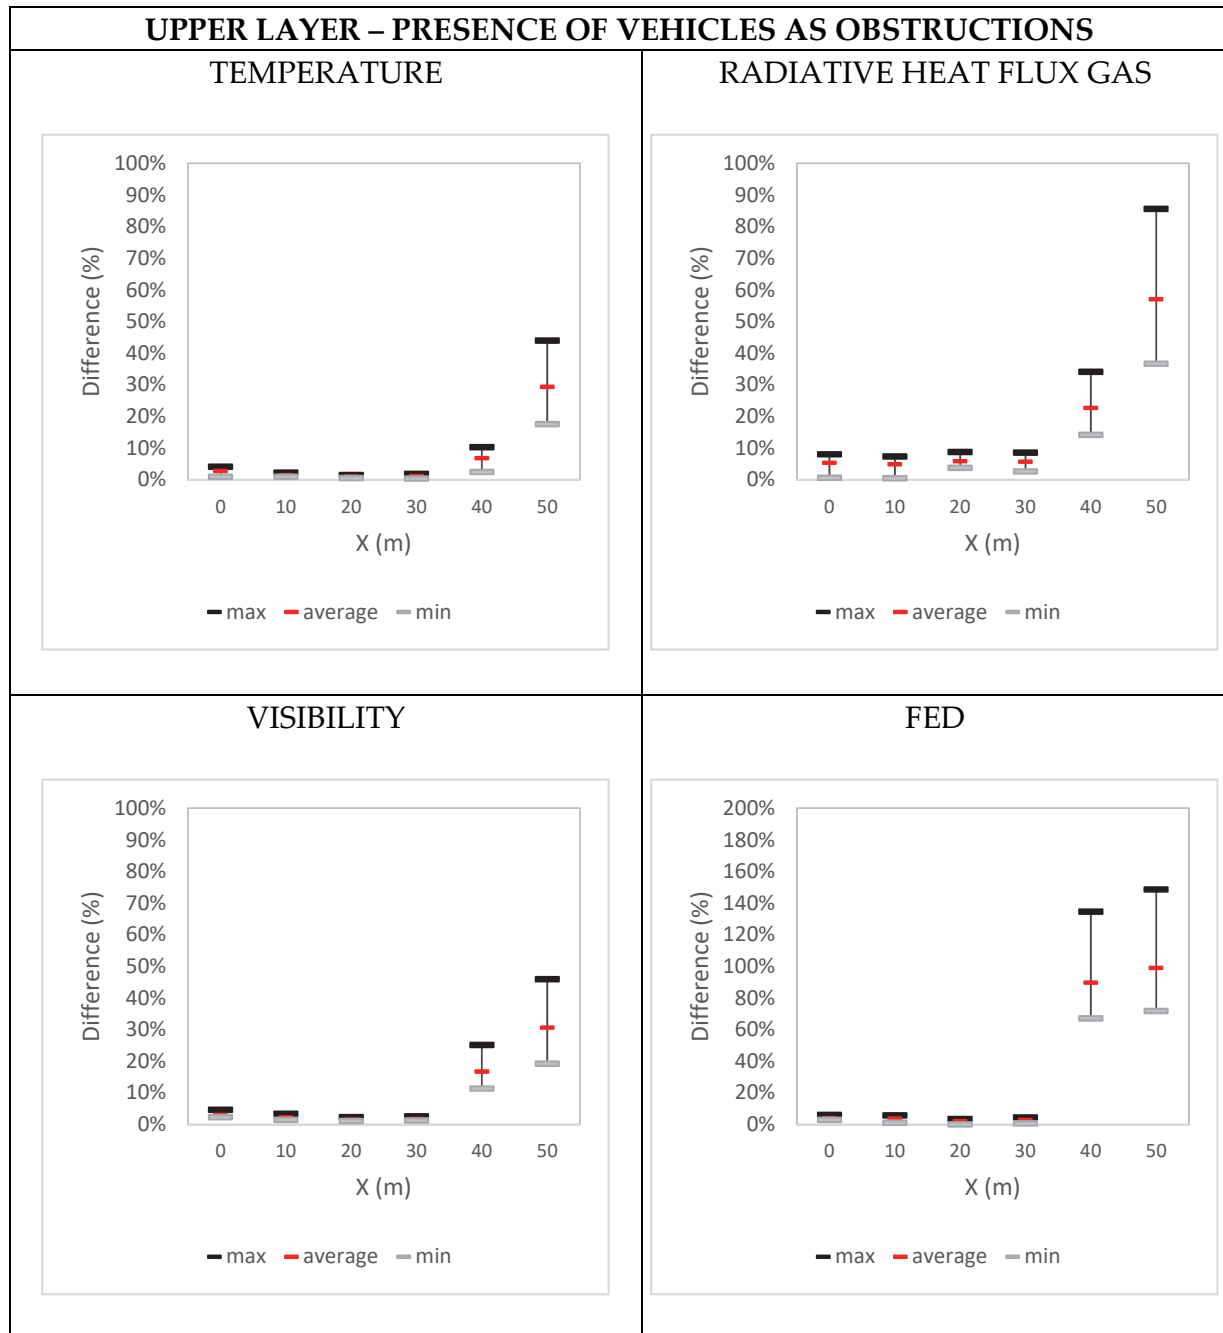 UPPER LAYER – PRESENCE OF VEHICLES AS OBSTRUCTIONS
TEMPERATURE
100%
90%
80%
70%
60%
50%
40%
30%
20%
10%
0%
Difference (%)
0 10 20 30 40 50
X (m)
max average min
RADIATIVE HEAT FLUX GAS
100%
90%
80%
70%
60%
50%
40%
30%
20%
10%
0%
Difference (%)
0 10 20 30 40 50
X (m)
max average min
VISIBILITY
100%
90%
80%
70%
60%
50%
40%
30%
20%
10%
0%
Difference (%)
0 10 20 30 40 50
X (m)
max average min
FED
200%
180%
160%
140%
120%
100%
80%
60%
40%
20%
0%
Difference (%)
0 10 20 30 40 50
X (m)
max average min